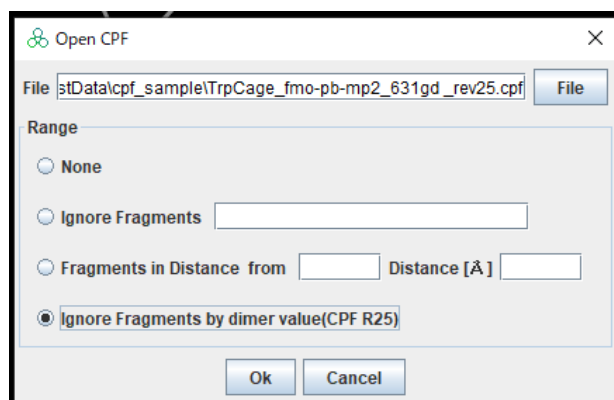 Open CPF
File stData\cpf_sample\TrpCage_fmo-pb-mp2_631gd _rev25.cpf File
Range
None
Ignore Fragments
Fragments in Distance from Distance [Å]
Ignore Fragments by dimer value(CPF R25)
Ok Cancel